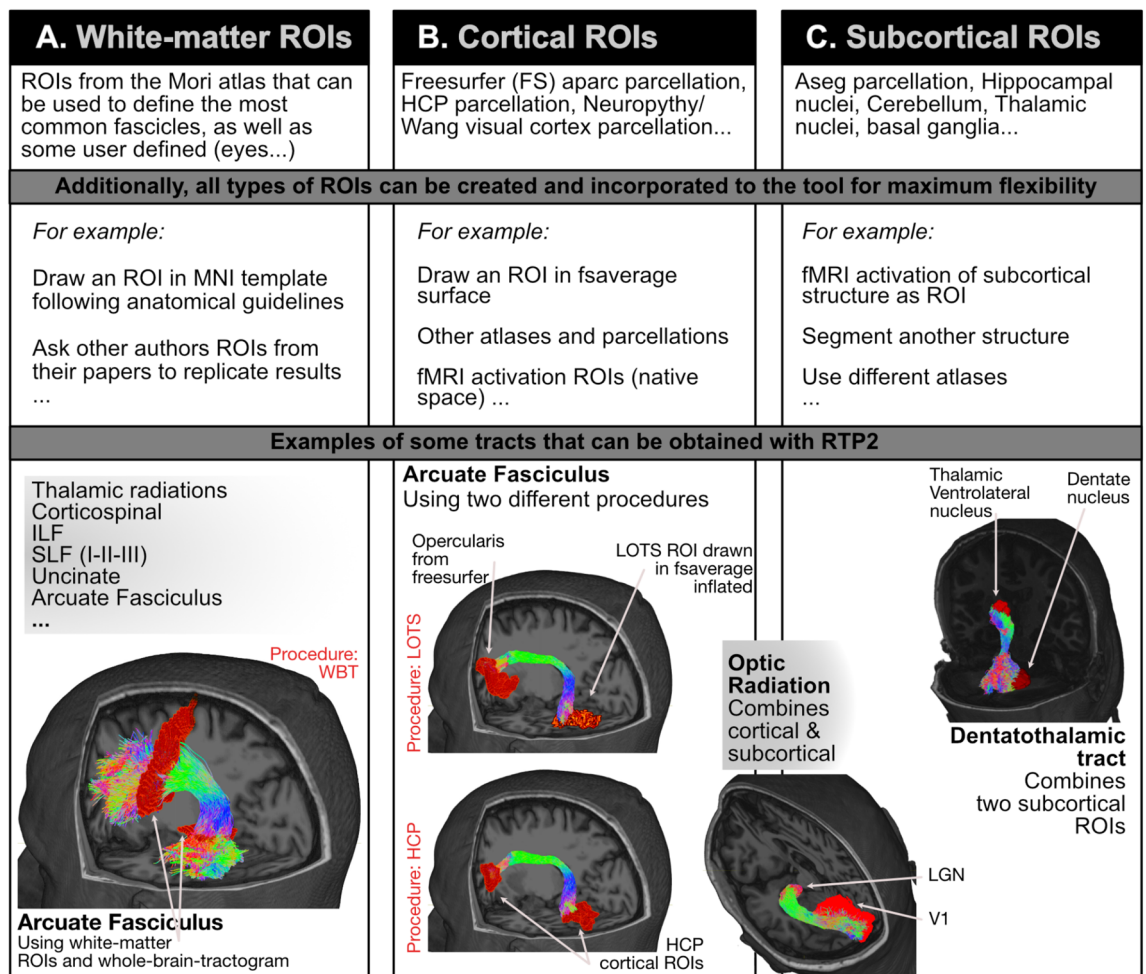 A. White-matter ROIs
ROIs from the Mori atlas that can
be used to define the most
common fascicles, as well as
some user defined (eyes...)
B. Cortical ROIs
Freesurfer (FS) aparc parcellation,
HCP parcellation, Neuropythy/
Wang visual cortex parcellation...
C. Subcortical ROIs
Aseg parcellation, Hippocampal
nuclei, Cerebellum, Thalamic
nuclei, basal ganglia...
Additionally, all types of ROIs can be created and incorporated to the tool for maximum flexibility
For example:
Draw an ROI in MNI template
following anatomical guidelines
Ask other authors ROIs from
their papers to replicate results
...
For example:
Draw an ROI in fsaverage
surface
Other atlases and parcellations
fMRI activation ROIs (native
space) ...
For example:
fMRI activation of subcortical
structure as ROI
Segment another structure
Use different atlases
...
Examples of some tracts that can be obtained with RTP2
Thalamic radiations
Corticospinal
ILF
SLF (I-II-III)
Uncinate
Arcuate Fasciculus
...
Procedure:
WBT
Arcuate Fasciculus
Using white-matter
ROIs and whole-brain-tractogram
Arcuate Fasciculus
Using two different procedures
Opercularis
from
freesurfer
LOTS ROI drawn
in fsaverage
inflated
Procedure: LOTS
Procedure: HCP
HCP
cortical ROIs
Optic
Radiation
Combines
cortical &
subcortical
LGN
V1
Thalamic
Ventrolateral
nucleus
Dentate
nucleus
Dentatothalamic
tract
Combines
two subcortical
ROIs